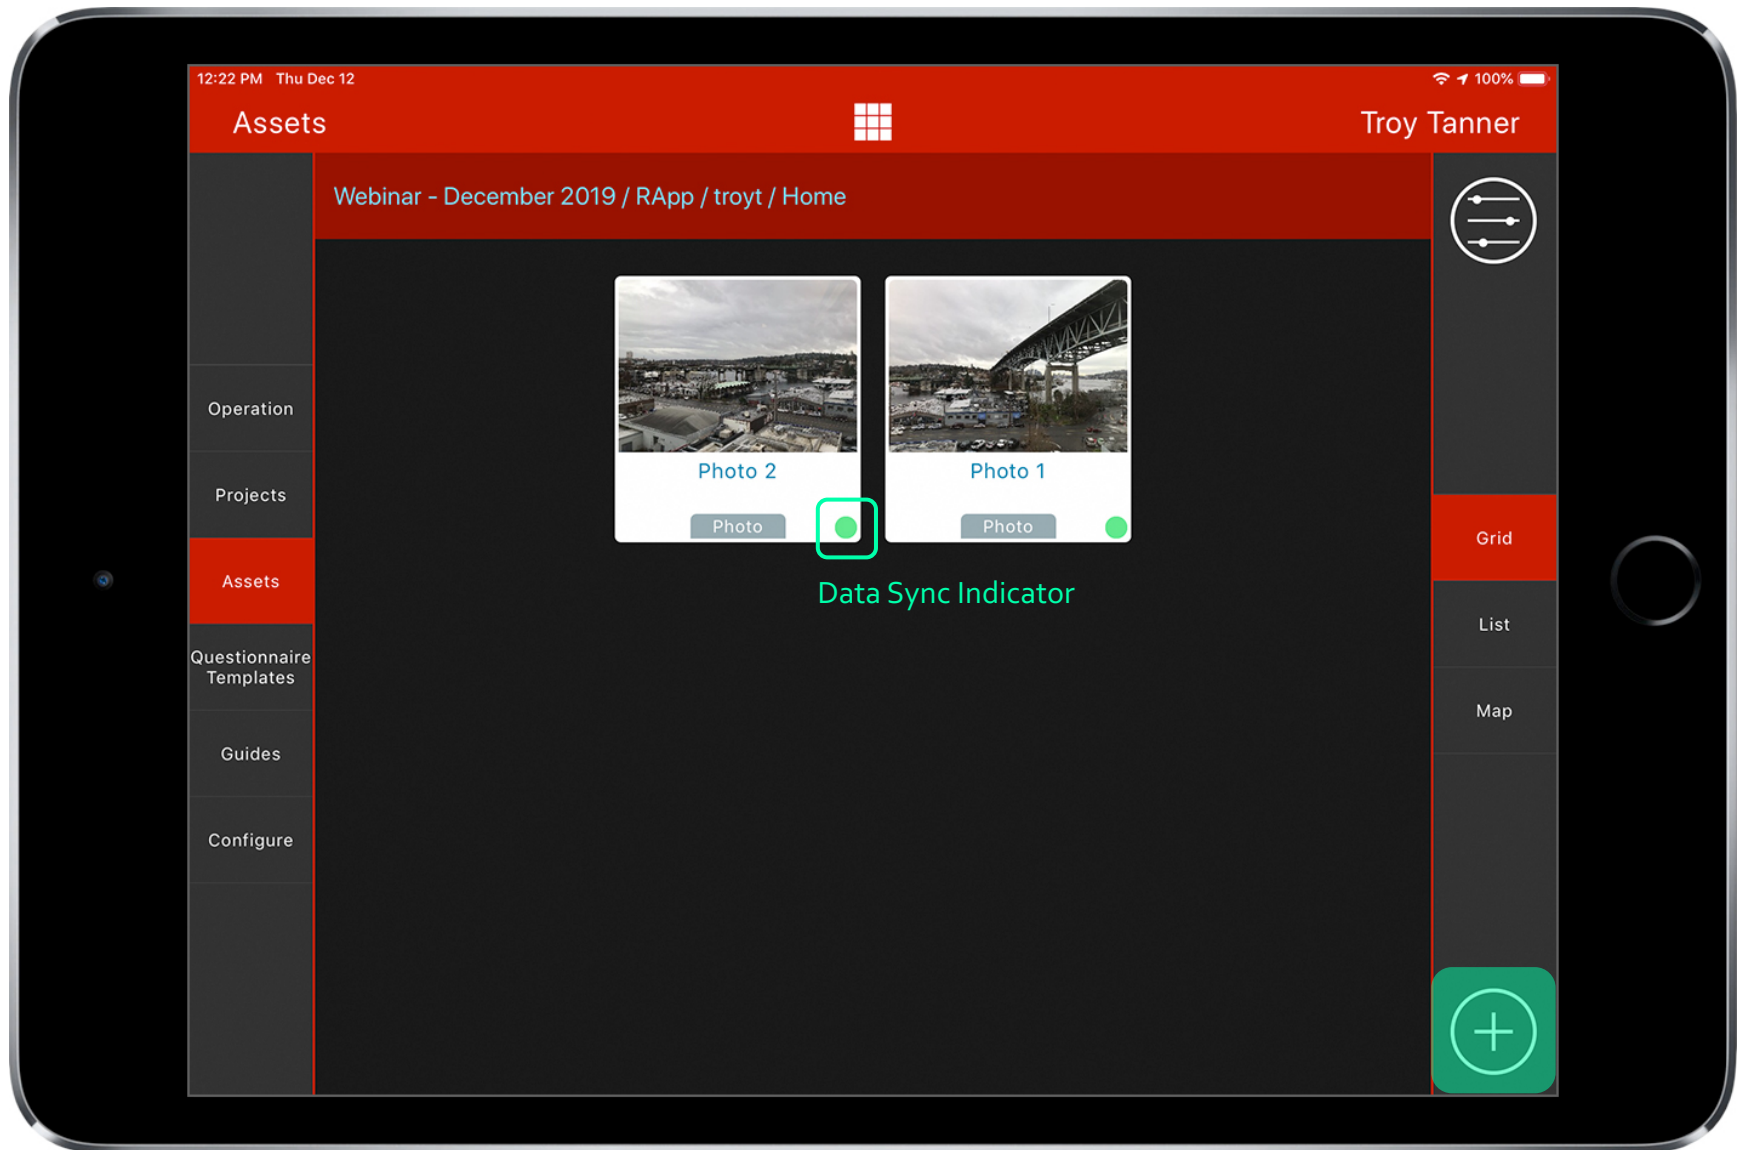 12:22 PM Thu Dec 12
100%
Assets
Troy Tanner
Webinar - December 2019 / RApp / troyt / Home
Operation
Projects
Assets
Questionnaire
Templates
Guides
Configure
Photo 2
Photo
Photo 1
Photo
Data Sync Indicator
Grid
List
Map